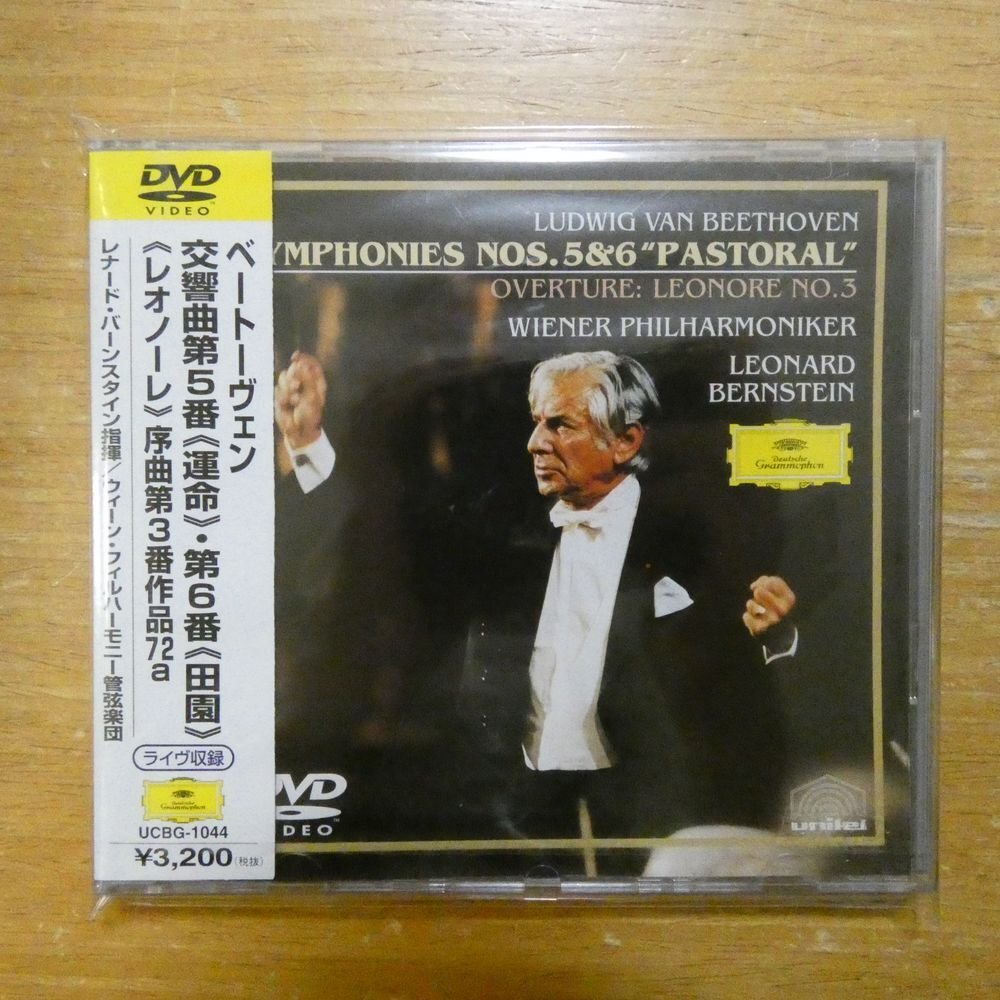 DVD
VIDEO
ベートーヴェン
交響曲第5番《運命》・第6番《田園》
《レオノーレ》序曲第3番作品72a
レナード・バーンスタイン指揮/ウィーン・フィルハーモニー管弦楽団
ライヴ収録
Deutsche
Grammophon
UCBG-1044
¥3,200(税抜)
LUDWIG VAN BEETHOVEN
YMPHONIES NOS. 5&6 "PASTORAL"
OVERTURE: LEONORE NO. 3
WIENER PHILHARMONIKER
LEONARD
BERNSTEIN
Deutsche
Grammophon
DVD
IDEO
unitel